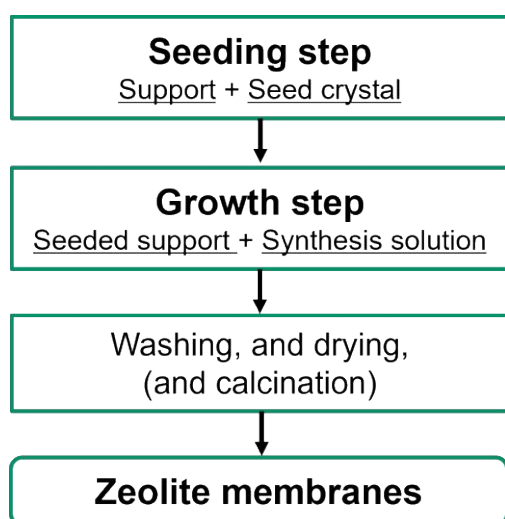 Seeding step
Support + Seed crystal
Growth step
Seeded support + Synthesis solution
Washing, and drying,
(and calcination)
Zeolite membranes